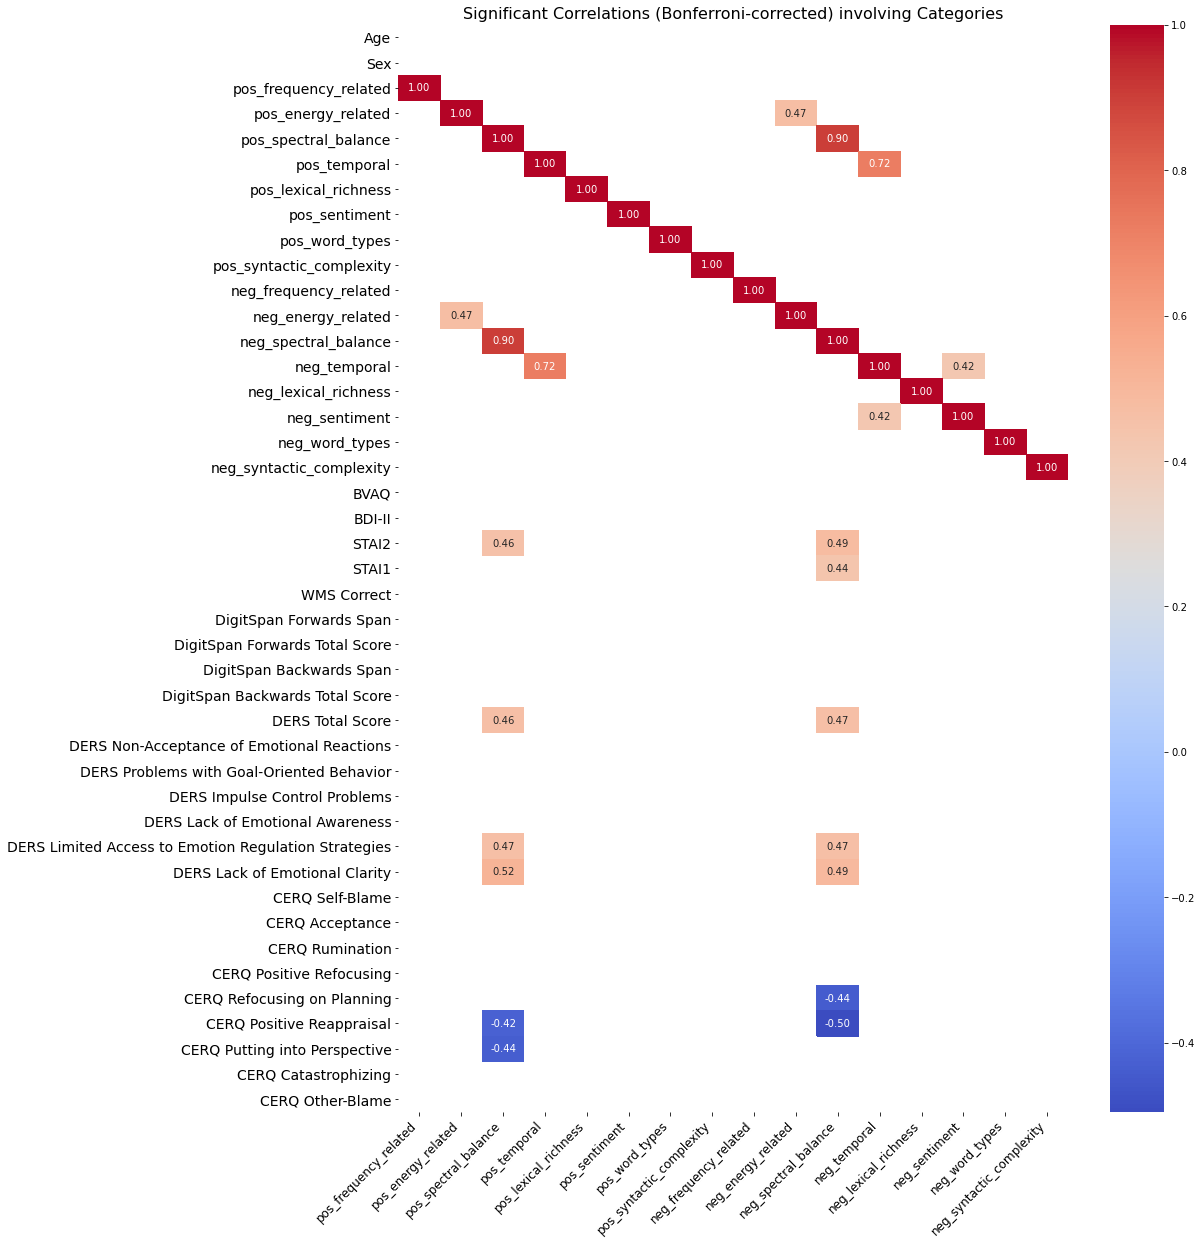 Significant Correlations (Bonferroni-corrected) involving Categories
Age
Sex
pos_frequency_related 1.00
pos_energy_related 1.00 0.47
pos_spectral_balance 1.00 0.90
pos_temporal 1.00 0.72
pos_lexical_richness 1.00
pos_sentiment 1.00
pos_word_types 1.00
pos_syntactic_complexity 1.00
neg_frequency_related 1.00
neg_energy_related 0.47 1.00
neg_spectral_balance 0.90 1.00
neg_temporal 0.72 1.00 0.42
neg_lexical_richness 1.00
neg_sentiment 0.42 1.00
neg_word_types 1.00
neg_syntactic_complexity 1.00
BVAQ
BDI-II
STAI2 0.46 0.49
STAI1 0.44
WMS Correct
DigitSpan Forwards Span
DigitSpan Forwards Total Score
DigitSpan Backwards Span
DigitSpan Backwards Total Score
DERS Total Score 0.46 0.47
DERS Non-Acceptance of Emotional Reactions
DERS Problems with Goal-Oriented Behavior
DERS Impulse Control Problems
DERS Lack of Emotional Awareness
DERS Limited Access to Emotion Regulation Strategies 0.47 0.47
DERS Lack of Emotional Clarity 0.52 0.49
CERQ Self-Blame
CERQ Acceptance
CERQ Rumination
CERQ Positive Refocusing
CERQ Refocusing on Planning -0.44
CERQ Positive Reappraisal -0.42 -0.50
CERQ Putting into Perspective -0.44
CERQ Catastrophizing
CERQ Other-Blame
pos_frequency_related
pos_energy_related
pos_spectral_balance
pos_temporal
pos_lexical_richness
pos_sentiment
pos_word_types
pos_syntactic_complexity
neg_frequency_related
neg_energy_related
neg_spectral_balance
neg_temporal
neg_lexical_richness
neg_sentiment
neg_word_types
neg_syntactic_complexity
1.0
0.8
0.6
0.4
0.2
0.0
−0.2
−0.4